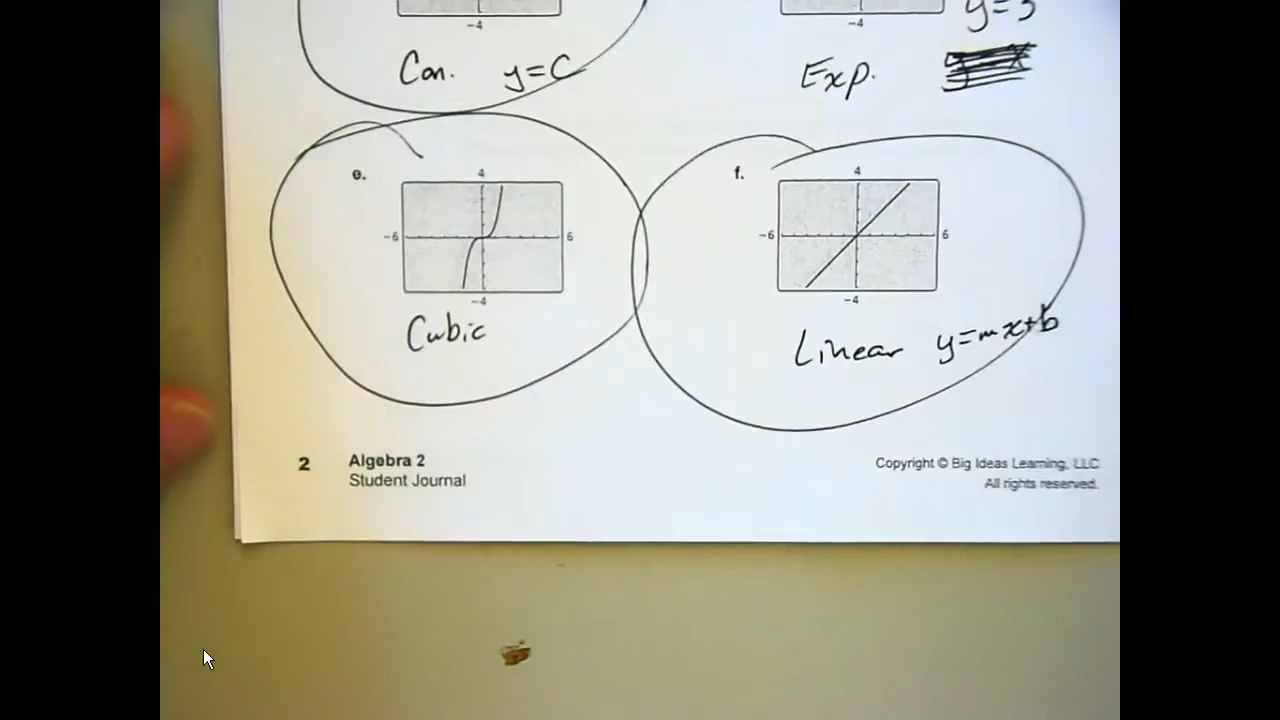 -4
-4
y=3
Con. y=C
Exp.
e.
4
-6
6
-4
Cubic
f.
4
-6
6
-4
Linear y=mx+b
2 Algebra 2
Student Journal
Copyright © Big Ideas Learning, LLC
All rights reserved.